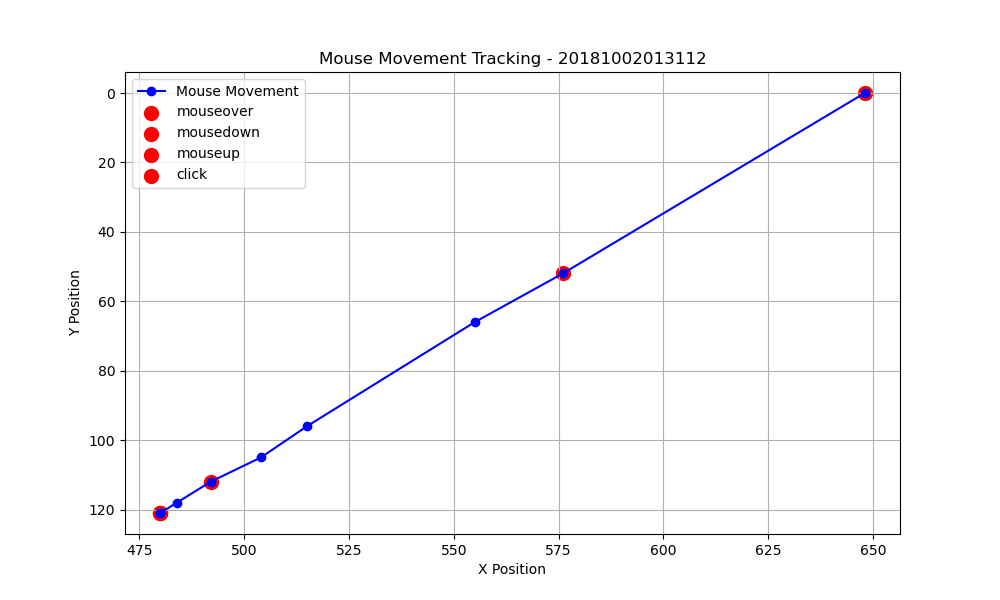 Mouse Movement Tracking - 20181002013112
Mouse Movement
mouseover
mousedown
mouseup
click
0
20
40
60
80
100
120
Y Position
475 500 525 550 575 600 625 650
X Position